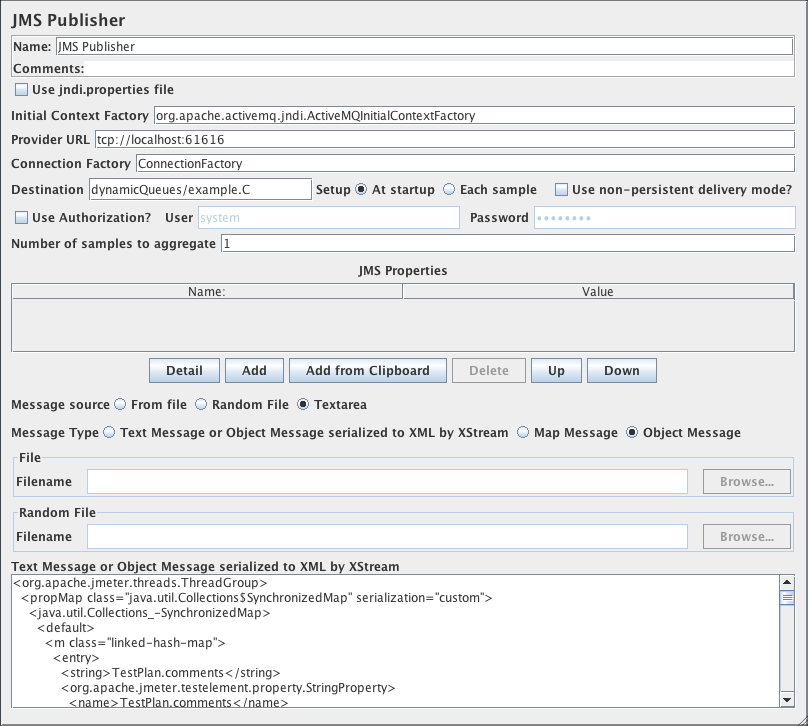 JMS Publisher
Name: JMS Publisher
Comments:
Use jndi.properties file
Initial Context Factory org.apache.activemq.jndi.ActiveMQInitialContextFactory
Provider URL tcp://localhost:61616
Connection Factory ConnectionFactory
Destination dynamicQueues/example.C Setup At startup Each sample Use non-persistent delivery mode?
Use Authorization? User system Password ••••••••
Number of samples to aggregate 1
JMS Properties
Name: Value
Detail Add Add from Clipboard Delete Up Down
Message source From file Random File Textarea
Message Type Text Message or Object Message serialized to XML by XStream Map Message Object Message
File
Filename Browse...
Random File
Filename Browse...
Text Message or Object Message serialized to XML by XStream
<org.apache.jmeter.threads.ThreadGroup>
<propMap class="java.util.Collections$SynchronizedMap" serialization="custom">
<java.util.Collections_-SynchronizedMap>
<default>
<m class="linked-hash-map">
<entry>
<string>TestPlan.comments</string>
<org.apache.jmeter.testelement.property.StringProperty>
<name>TestPlan.comments</name>